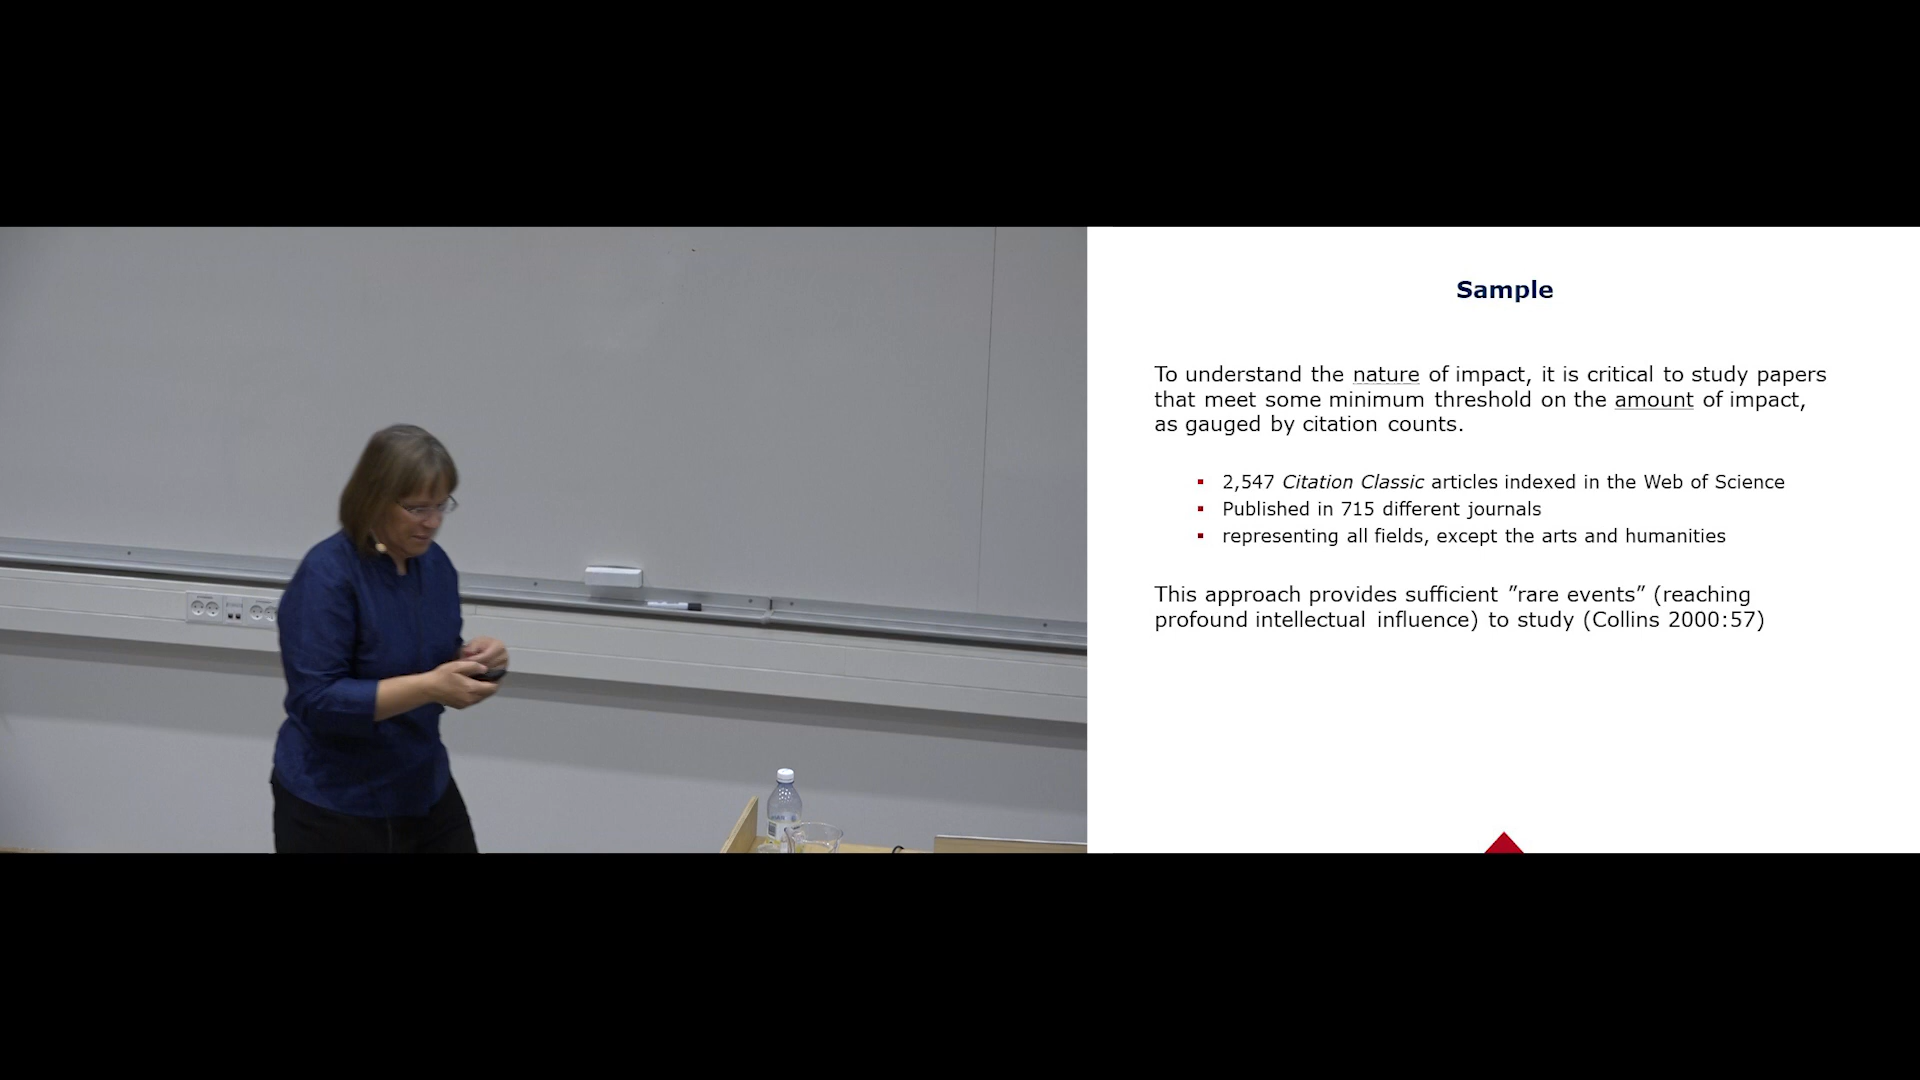 Sample
To understand the nature of impact, it is critical to study papers
that meet some minimum threshold on the amount of impact,
as gauged by citation counts.
▪ 2,547 Citation Classic articles indexed in the Web of Science
▪ Published in 715 different journals
▪ representing all fields, except the arts and humanities
This approach provides sufficient ”rare events” (reaching
profound intellectual influence) to study (Collins 2000:57)